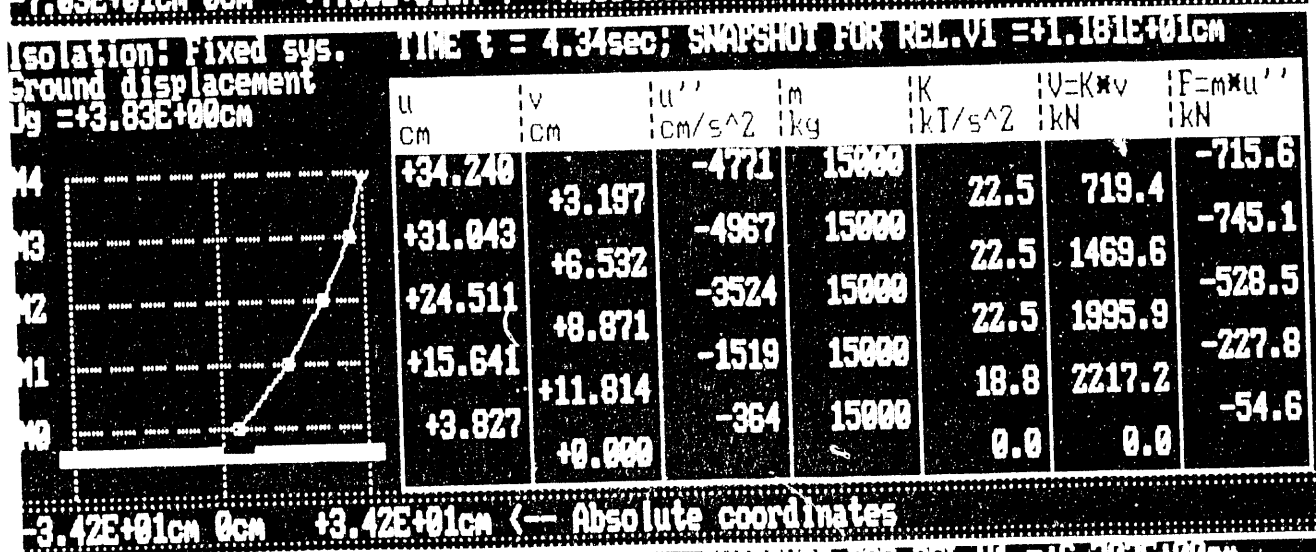 Isolation: Fixed sys.
Ground displacement
Ug =+3.83E+00cm
TIME t = 4.34sec; SNAPSHOT FOR REL.V1 =+1.181E+01cm
u v u'' m K V=K*v F=m*u''
cm cm cm/s^2 kg kT/s^2 kN kN
M4 +34.240 -4771 15000 -715.6
+3.197 22.5 719.4
M3 +31.043 -4967 15000 -745.1
+6.532 22.5 1469.6
M2 +24.511 -3524 15000 -528.5
+8.871 22.5 1995.9
M1 +15.641 -1519 15000 -227.8
+11.814 18.8 2217.2
M0 +3.827 -364 15000 -54.6
+0.000 0.0 0.0
-3.42E+01cm 0cm +3.42E+01cm <-- Absolute coordinates